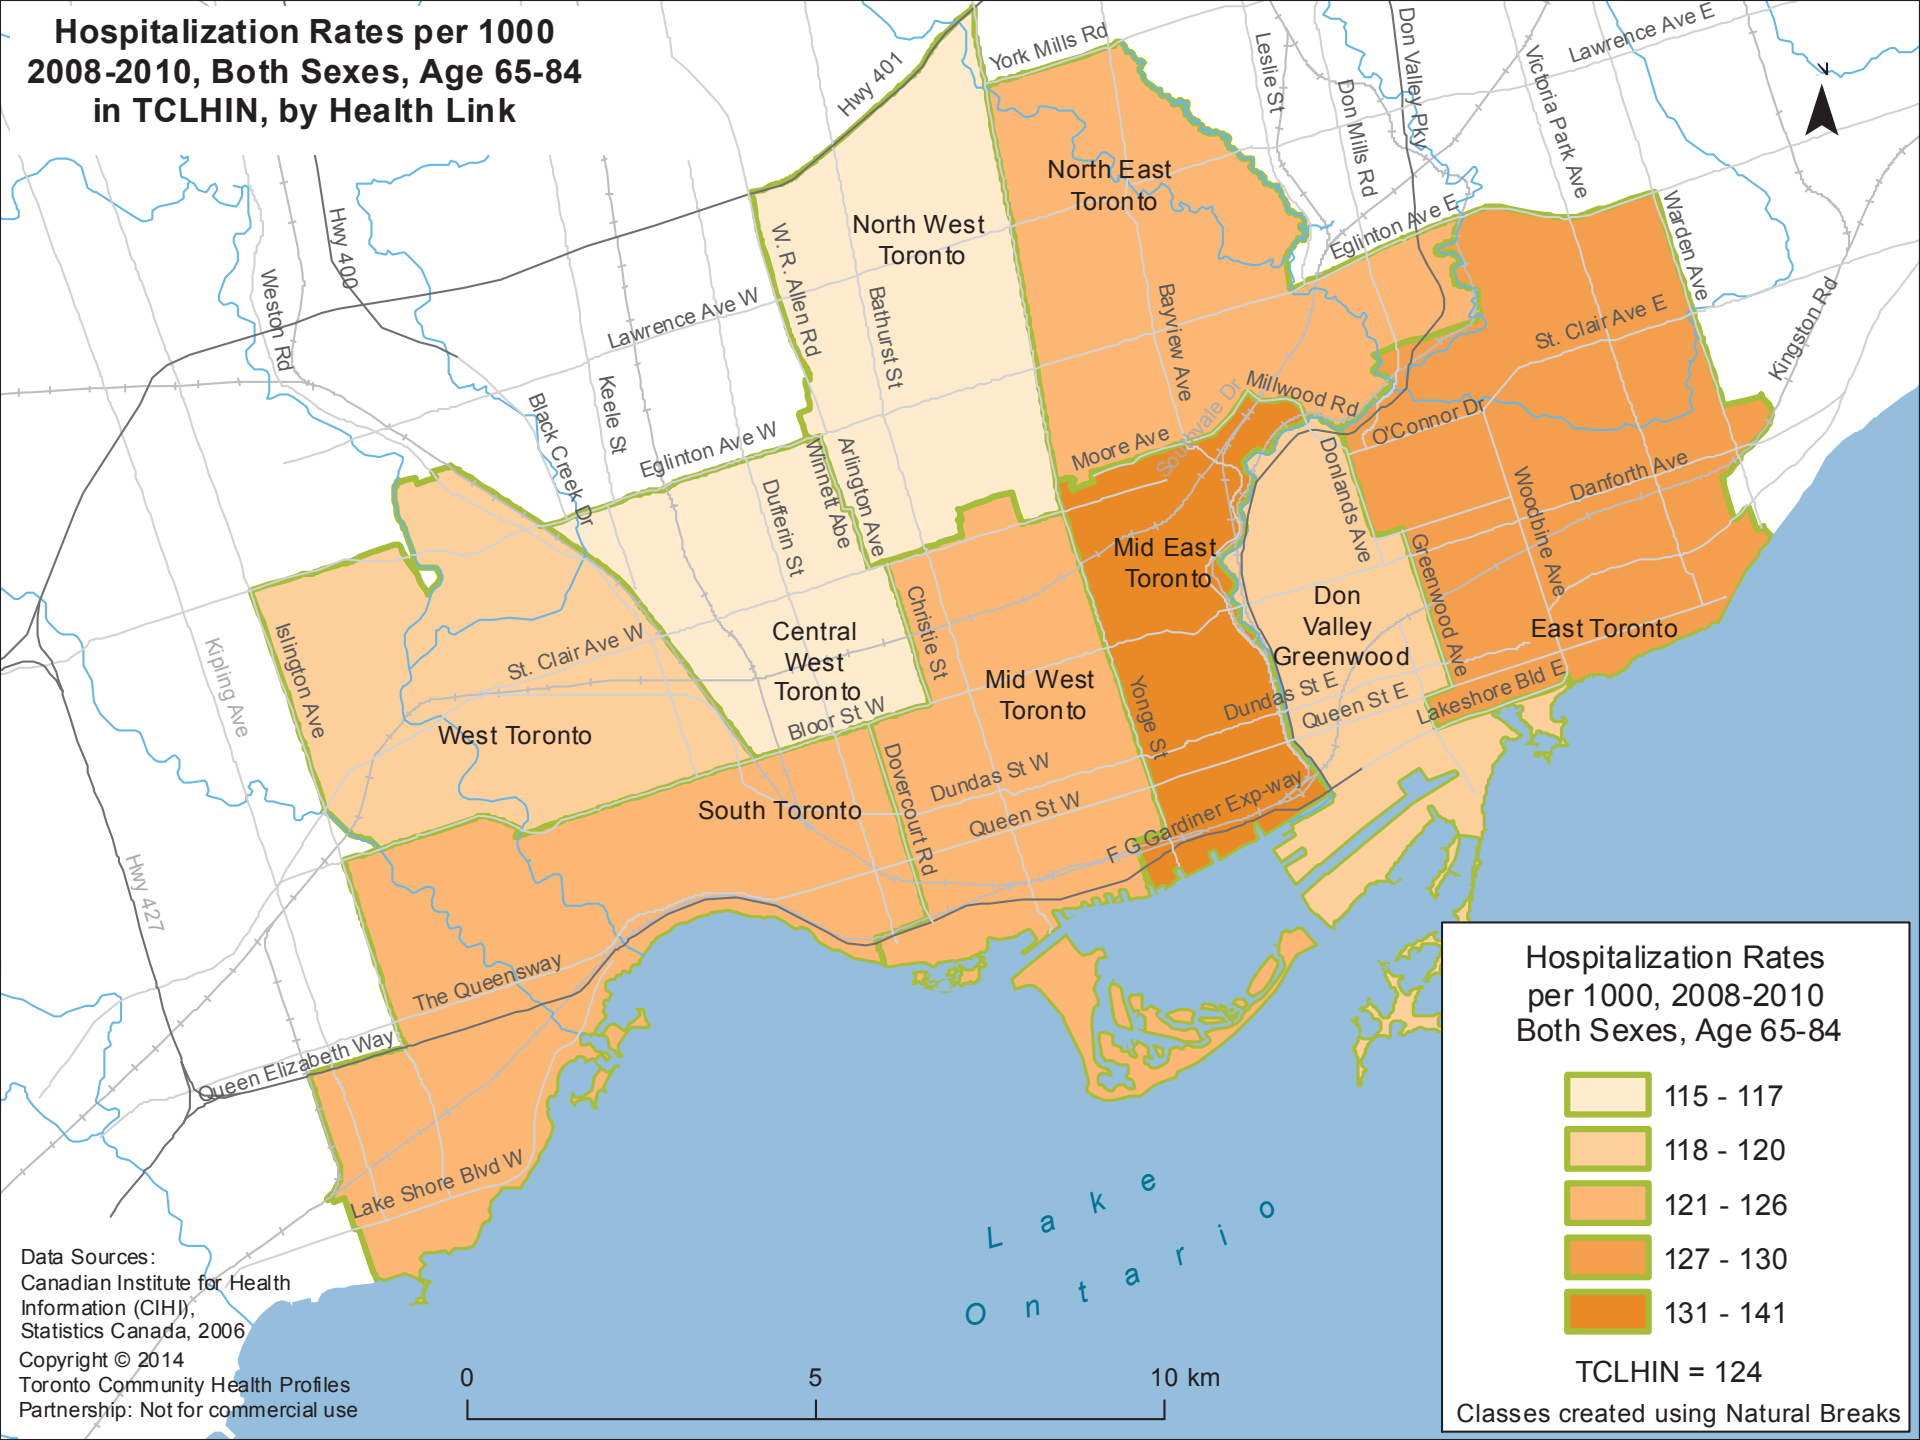 Hospitalization Rates per 1000
2008-2010, Both Sexes, Age 65-84
in TCLHIN, by Health Link
Hwy 401
York Mills Rd
Leslie St
Don Mills Rd
Don Valley Pky
Victoria Park Ave
Lawrence Ave E
N
North East
Toronto
North West
Toronto
Hwy 400
Weston Rd
W. R. Allen Rd
Bathurst St
Bayview Ave
Eglinton Ave E
Warden Ave
Kingston Rd
Lawrence Ave W
St. Clair Ave E
Keele St
Black Creek Dr
Eglinton Ave W
Winnett Abe
Arlington Ave
Dufferin St
Moore Ave
Southvale Dr
Millwood Rd
O'Connor Dr
Donlands Ave
Danforth Ave
Woodbine Ave
Greenwood Ave
Mid East
Toronto
Don
Valley
Greenwood
East Toronto
Christie St
Central
West
Toronto
Mid West
Toronto
Kipling Ave
Islington Ave
St. Clair Ave W
West Toronto
Bloor St W
Yonge St
Dundas St E
Queen St E
Lakeshore Bld E
South Toronto
Dovercourt Rd
Dundas St W
Queen St W
F G Gardiner Exp-way
Hwy 427
The Queensway
Queen Elizabeth Way
Lake Shore Blvd W
Lake
Ontario
Hospitalization Rates
per 1000, 2008-2010
Both Sexes, Age 65-84
115 - 117
118 - 120
121 - 126
127 - 130
131 - 141
TCLHIN = 124
Classes created using Natural Breaks
Data Sources:
Canadian Institute for Health
Information (CIHI),
Statistics Canada, 2006
Copyright © 2014
Toronto Community Health Profiles
Partnership: Not for commercial use
0 5 10 km